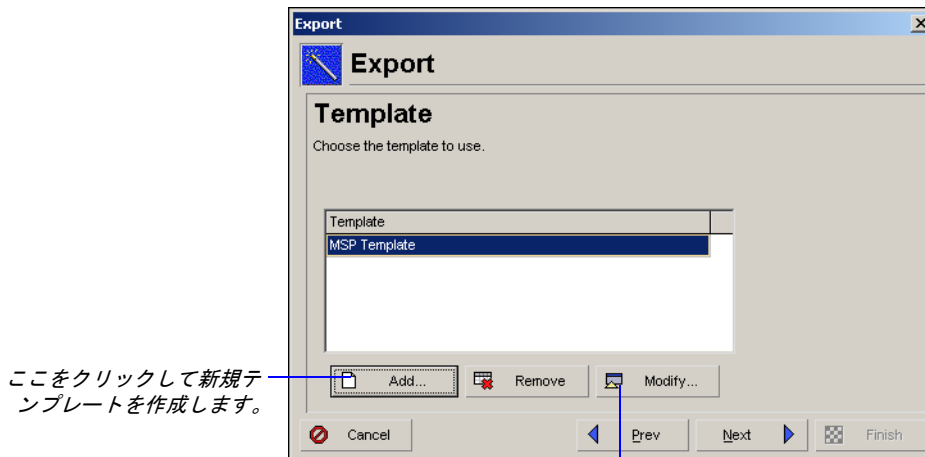 Export
Export
Template
Choose the template to use.
Template
MSP Template
ここをクリックして新規テ
ンプレートを作成します。
Add...
Remove
Modify...
Cancel
Prev
Next
Finish